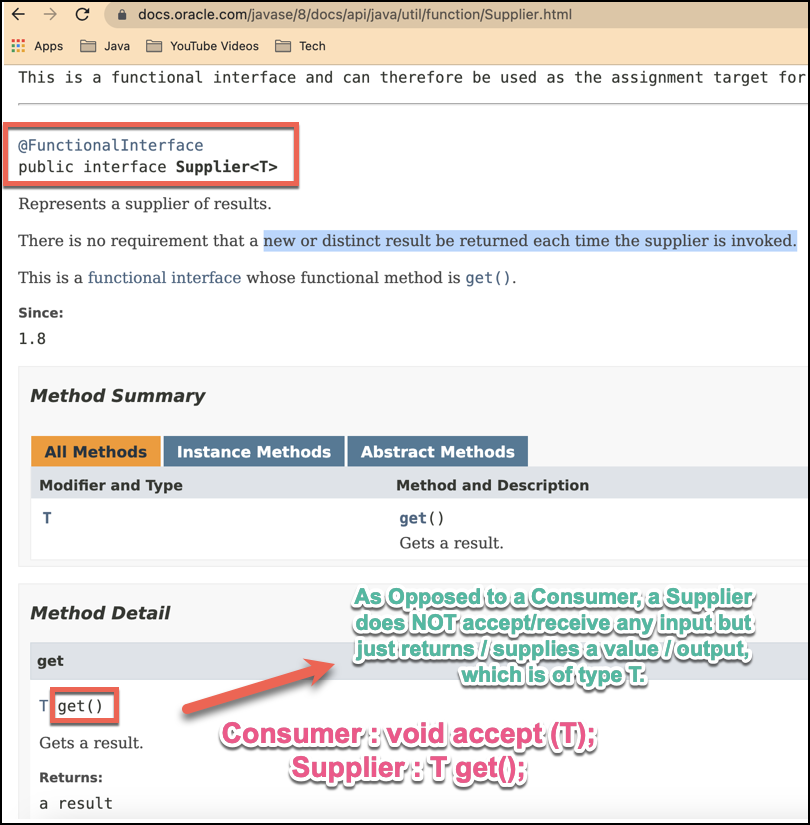 docs.oracle.com/javase/8/docs/api/java/util/function/Supplier.html
Apps Java YouTube Videos Tech
This is a functional interface and can therefore be used as the assignment target for
@FunctionalInterface
public interface Supplier<T>
Represents a supplier of results.
There is no requirement that a new or distinct result be returned each time the supplier is invoked.
This is a functional interface whose functional method is get().
Since:
1.8
Method Summary
All Methods Instance Methods Abstract Methods
Modifier and Type Method and Description
T get()
Gets a result.
Method Detail
As Opposed to a Consumer, a Supplier
does NOT accept/receive any input but
just returns / supplies a value / output,
which is of type T.
get
T get()
Gets a result.
Returns:
a result
Consumer : void accept (T);
Supplier : T get();